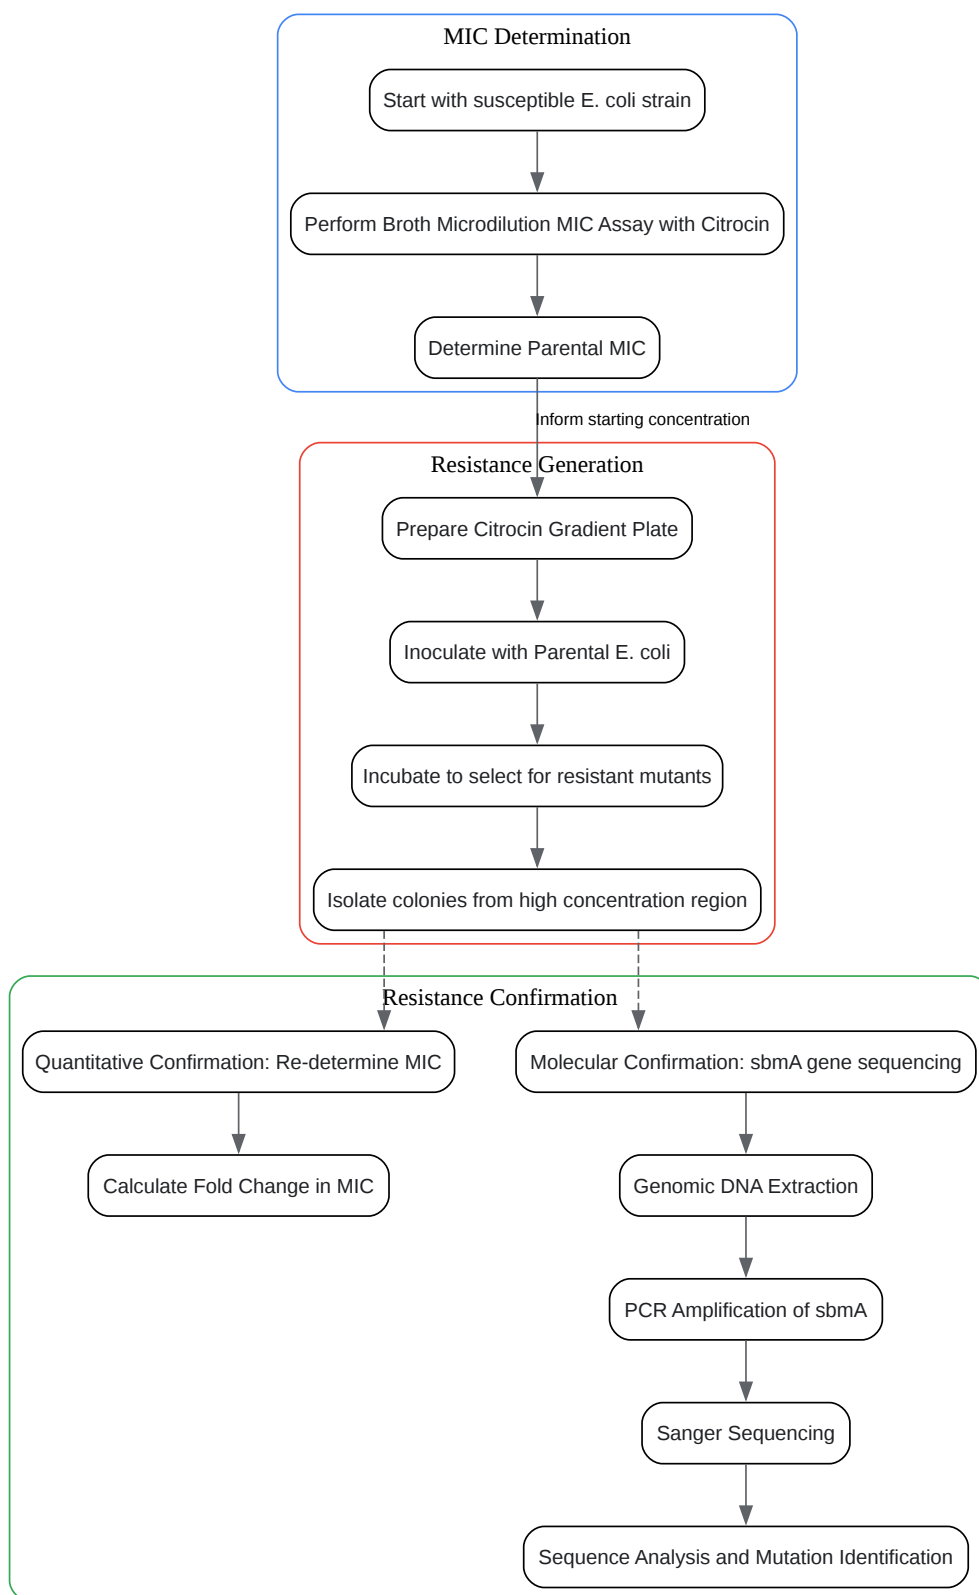 MIC Determination
Start with susceptible E. coli strain
Perform Broth Microdilution MIC Assay with Citrocin
Determine Parental MIC
Inform starting concentration
Resistance Generation
Prepare Citrocin Gradient Plate
Inoculate with Parental E. coli
Incubate to select for resistant mutants
Isolate colonies from high concentration region
Resistance Confirmation
Quantitative Confirmation: Re-determine MIC
Calculate Fold Change in MIC
Molecular Confirmation: sbmA gene sequencing
Genomic DNA Extraction
PCR Amplification of sbmA
Sanger Sequencing
Sequence Analysis and Mutation Identification